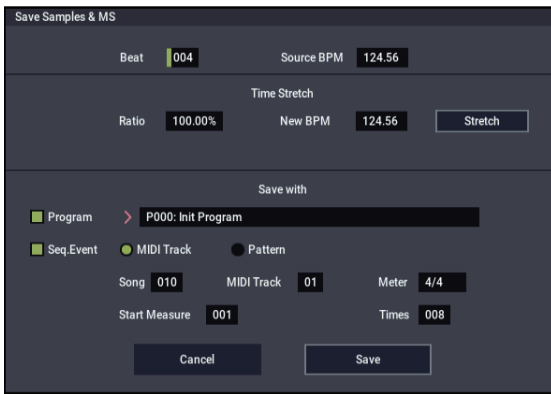 Save Samples & MS
Beat 004 Source BPM 124.56
Time Stretch
Ratio 100.00% New BPM 124.56 Stretch
Save with
Program P000: Init Program
Seq.Event MIDI Track Pattern
Song 010 MIDI Track 01 Meter 4/4
Start Measure 001 Times 008
Cancel Save